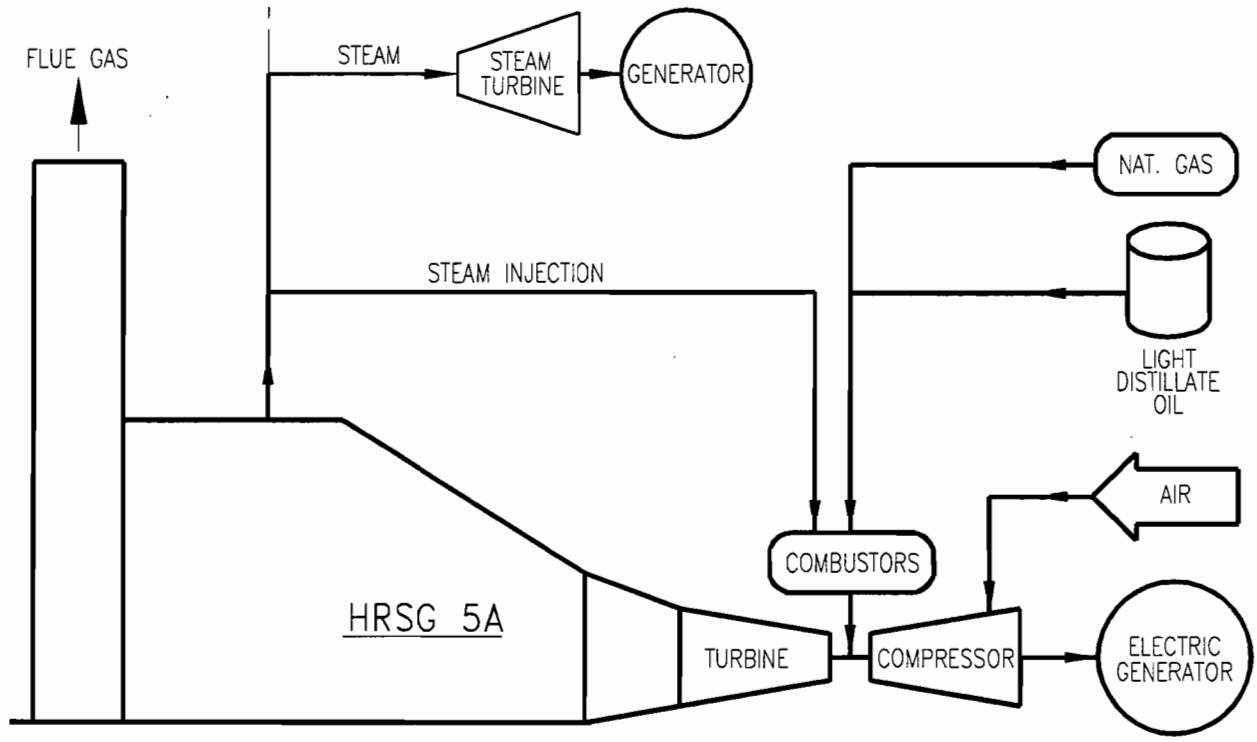 FLUE GAS
STEAM
STEAM
TURBINE
GENERATOR
NAT. GAS
STEAM INJECTION
LIGHT
DISTILLATE
OIL
AIR
COMBUSTORS
HRSG 5A
TURBINE
COMPRESSOR
ELECTRIC
GENERATOR